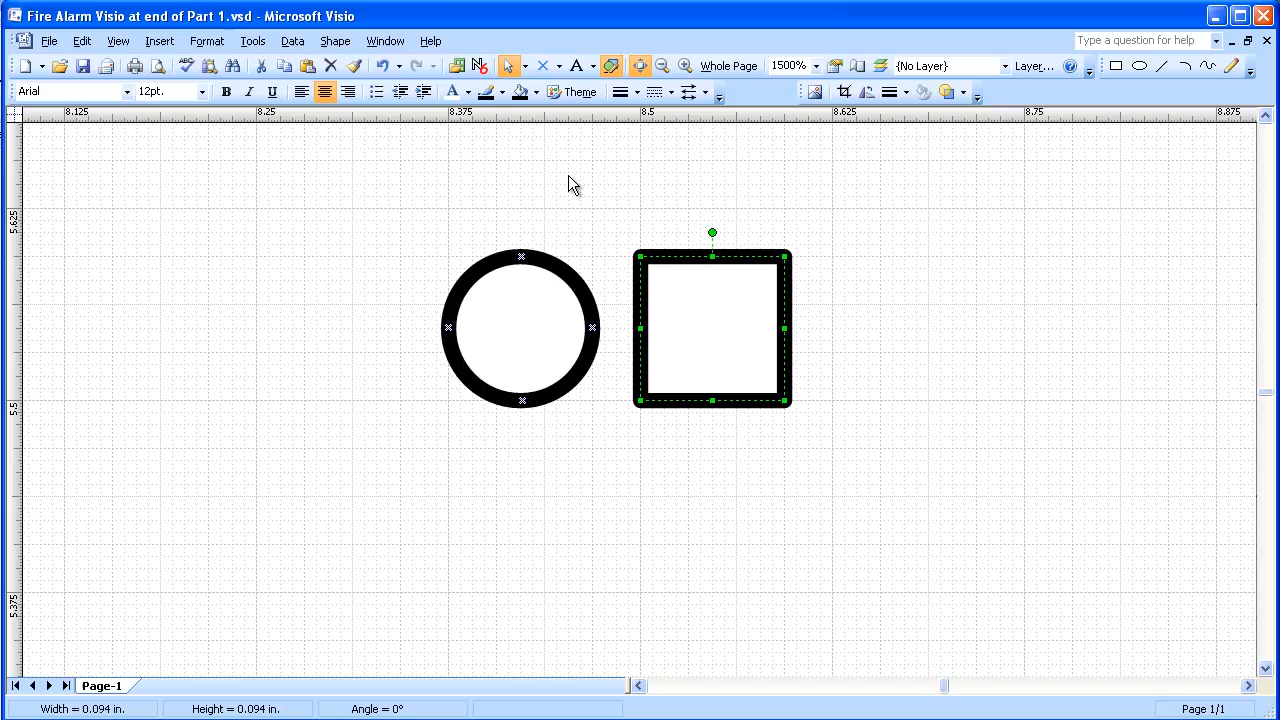 Fire Alarm Visio at end of Part 1.vsd - Microsoft Visio
File Edit View Insert Format Tools Data Shape Window Help
Type a question for help
Whole Page 1500% {No Layer} Layer...
Arial 12pt. B I U A Theme
8.125 8.25 8.375 8.5 8.625 8.75 8.875
5.625
5.5
5.375
Page-1
Width = 0.094 in. Height = 0.094 in. Angle = 0° Page 1/1